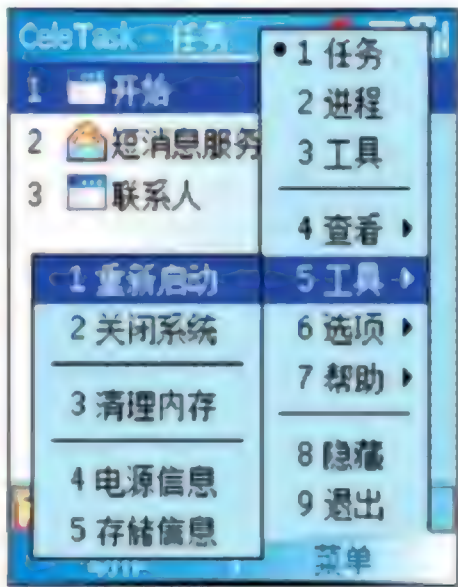 CeleTask - 任务
1 开始
2 短消息服务
3 联系人
1 任务
2 进程
3 工具
4 查看
5 工具
6 选项
7 帮助
8 隐藏
9 退出
1 重新启动
2 关闭系统
3 清理内存
4 电源信息
5 存储信息
菜单